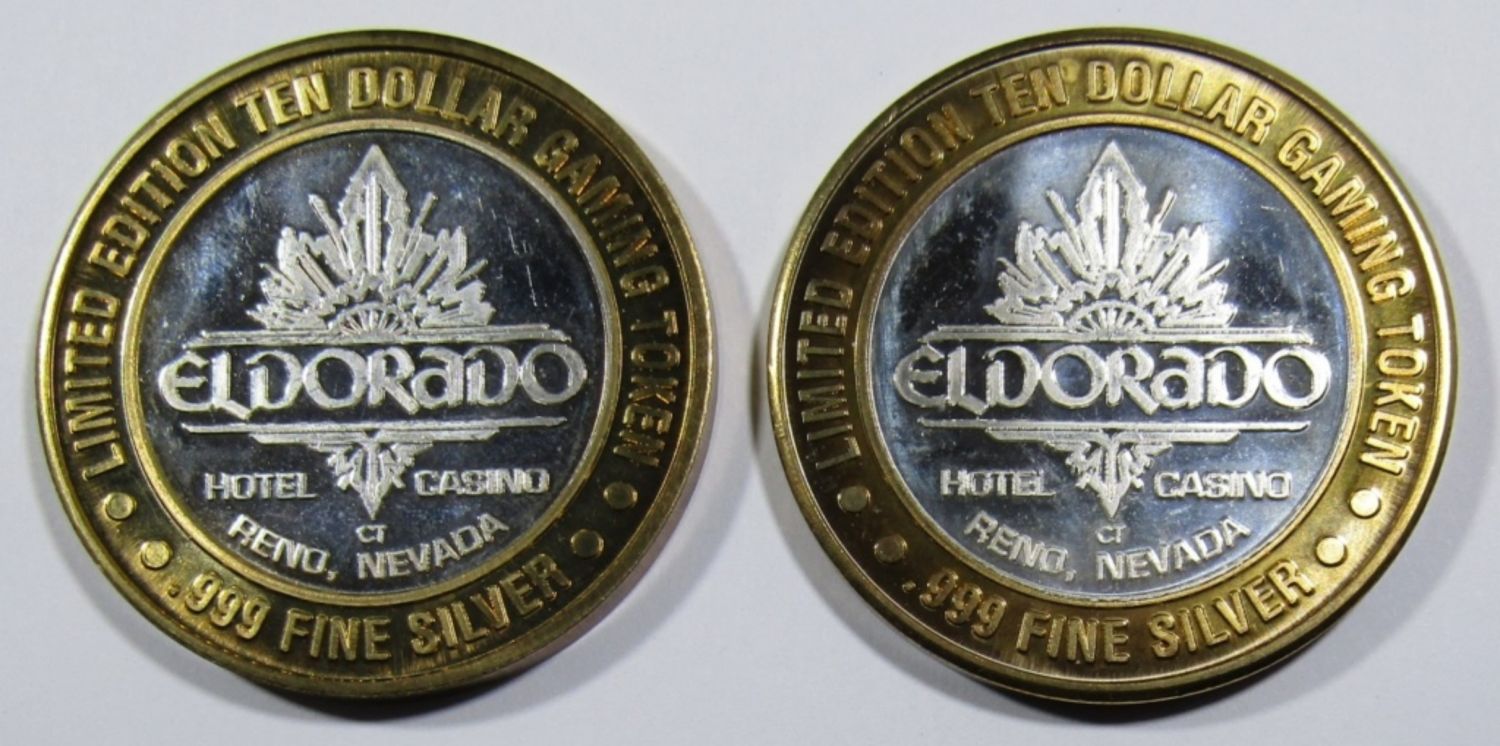 LIMITED EDITION TEN DOLLAR GAMING TOKEN
ELDORADO
HOTEL CASINO
CT
RENO, NEVADA
.999 FINE SILVER
LIMITED EDITION TEN DOLLAR GAMING TOKEN
ELDORADO
HOTEL CASINO
CT
RENO, NEVADA
.999 FINE SILVER